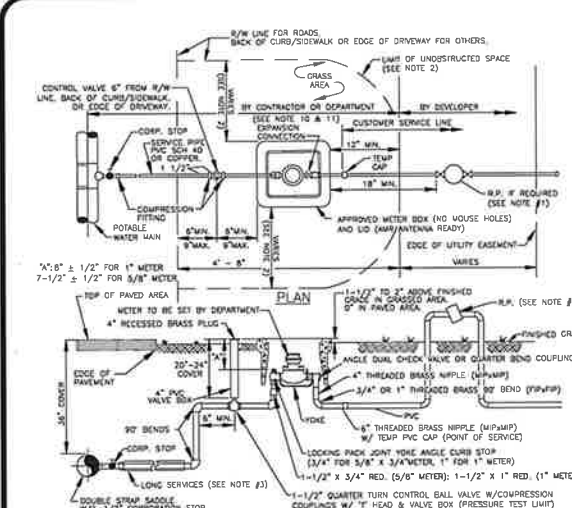 R/W LINE FOR ROADS,
BACK OF CURB/SIDEWALK OR EDGE OF DRIVEWAY FOR OTHERS.
LIMIT OF UNOBSTRUCTED SPACE
(SEE NOTE 2)
GRASS
AREA
VARIES
(SEE NOTE 2)
CONTROL VALVE 6" FROM R/W
LINE, BACK OF CURB/SIDEWALK,
OR EDGE OF DRIVEWAY.
BY CONTRACTOR OR DEPARTMENT
BY DEVELOPER
(SEE NOTE 10 & 11)
CUSTOMER SERVICE LINE
EXPANSION
CONNECTION
CORP. STOP
SERVICE PIPE
PVC SCH 40
OR COPPER.
1 1/2"
12" MIN.
TEMP
CAP
18" MIN.
R.P. IF REQUIRED
(SEE NOTE #1)
COMPRESSION
FITTING
POTABLE
WATER MAIN
6"MIN.
9"MAX.
6"MIN.
9"MAX.
APPROVED METER BOX (NO MOUSE HOLES)
AND LID (AMR ANTENNA READY)
VARIES
(SEE NOTE 2)
EDGE OF UTILITY EASEMENT
4' - 8"
VARIES
"A":8" ± 1/2" FOR 1" METER
7-1/2" ± 1/2" FOR 5/8" METER
PLAN
TOP OF PAVED AREA
METER TO BE SET BY DEPARTMENT
4" RECESSED BRASS PLUG
1-1/2" TO 2" ABOVE FINISHED
GRADE IN GRASSED AREA.
0" IN PAVED AREA.
R.P. (SEE NOTE #
FINISHED GR
EDGE OF
PAVEMENT
20"-24"
COVER
"A"
ANGLE DUAL CHECK VALVE OR QUARTER BEND COUPLING
4" THREADED BRASS NIPPLE (MIPxMIP)
3/4" OR 1" THREADED BRASS 90° BEND (FIPxFIP)
36" COVER
4" PVC
VALVE BOX
6" MIN.
YOKE
PVC
6" THREADED BRASS NIPPLE (MIPxMIP)
W/ TEMP PVC CAP (POINT OF SERVICE)
90° BENDS
CORP. STOP
LOCKING PACK JOINT YOKE ANGLE CURB STOP
(3/4" FOR 5/8" X 3/4"METER, 1" FOR 1" METER)
LONG SERVICES (SEE NOTE #3)
1-1/2" X 3/4" RED. (5/8" METER); 1-1/2" X 1" RED. (1" METE
DOUBLE STRAP SADDLE
1-1/2" QUARTER TURN CONTROL BALL VALVE W/COMPRESSION
COUPLINGS W/ "T" HEAD & VALVE BOX (PRESSURE TEST LIMIT)